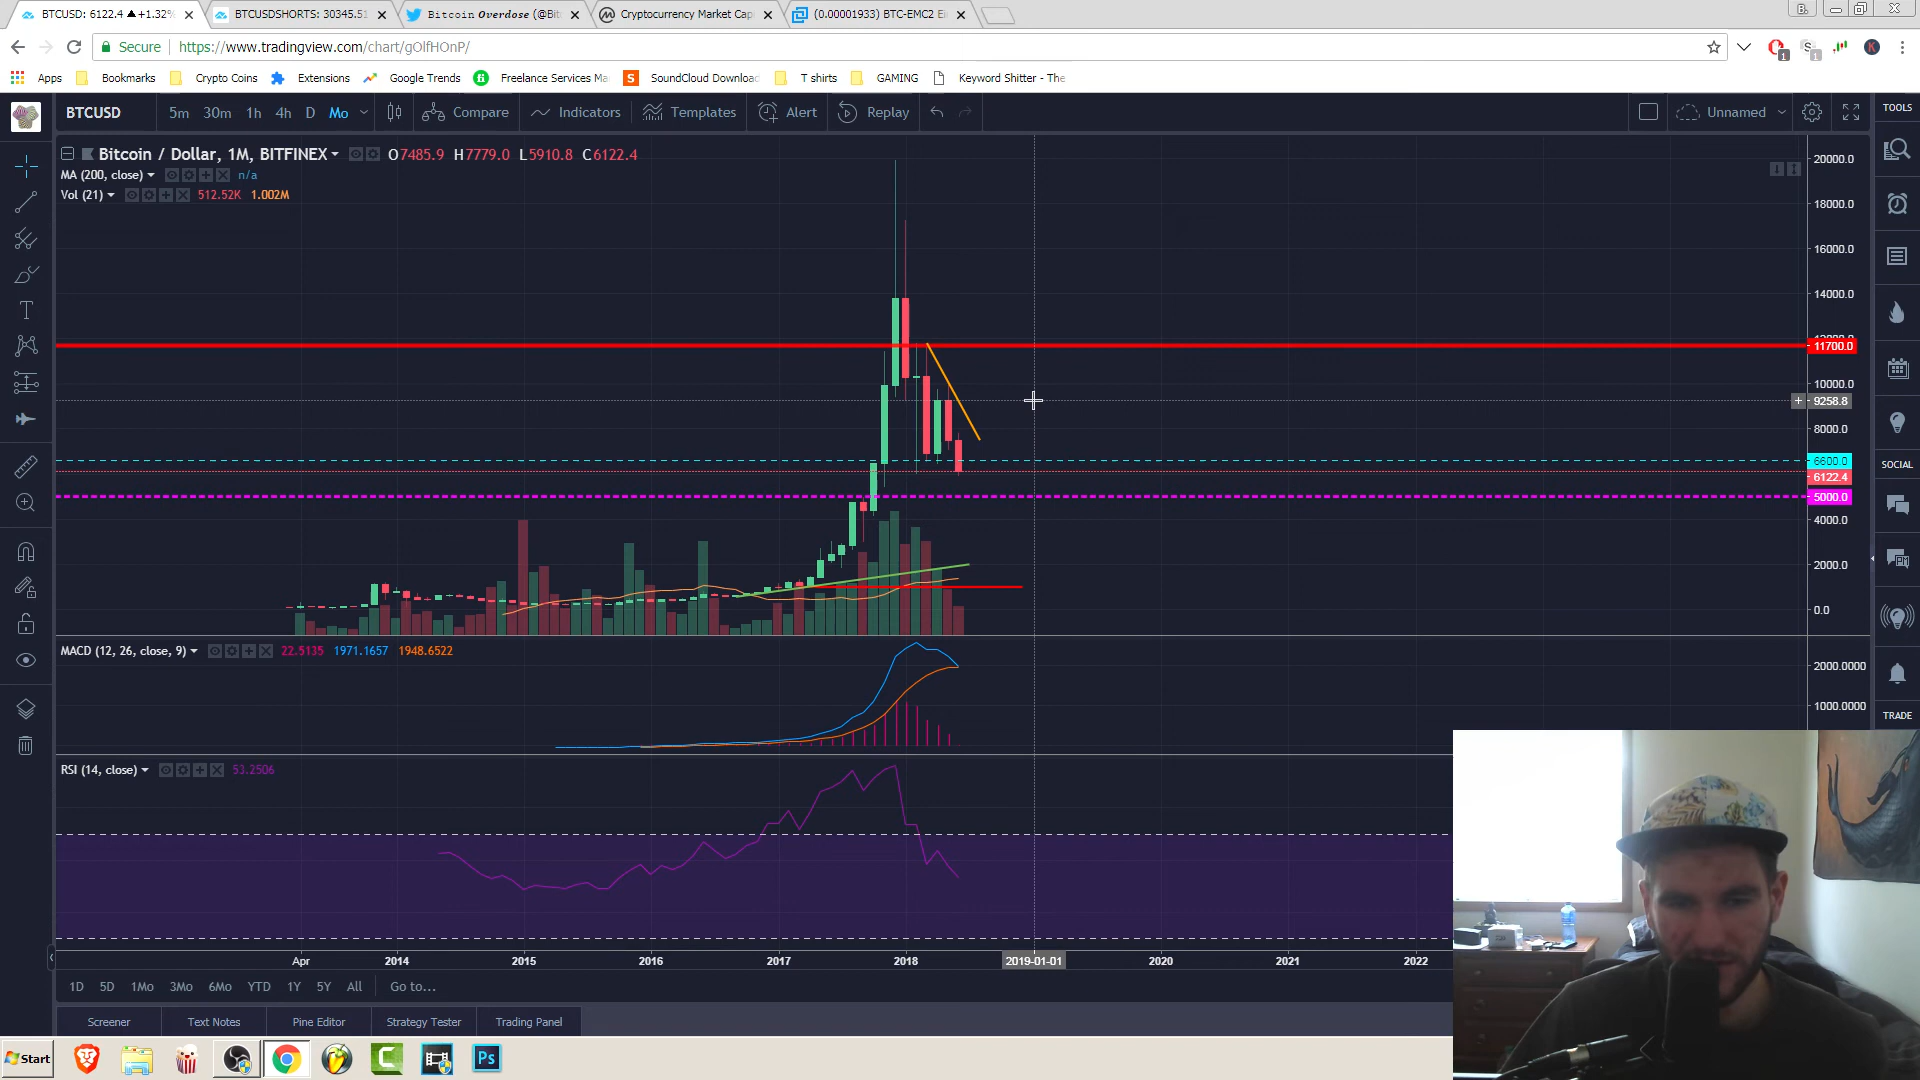 BTCUSD: 6122.4 ▲+1.32%
BTCUSDSHORTS: 30345.51
Bitcoin Overdose (@Bit
Cryptocurrency Market Cap
(0.00001933) BTC-EMC2 Ei
Secure
https://www.tradingview.com/chart/gOlfHOnP/
Apps
Bookmarks
Crypto Coins
Extensions
Google Trends
Freelance Services Ma
SoundCloud Download
T shirts
GAMING
Keyword Shitter - The
BTCUSD
5m
30m
1h
4h
D
Mo
Compare
Indicators
Templates
Alert
Replay
Unnamed
TOOLS
Bitcoin / Dollar, 1M, BITFINEX
O7485.9 H7779.0 L5910.8 C6122.4
MA (200, close)
n/a
Vol (21)
512.52K 1.002M
20000.0
18000.0
16000.0
14000.0
11700.0
10000.0
9258.8
8000.0
6600.0
6122.4
5000.0
4000.0
2000.0
0.0
SOCIAL
TRADE
MACD (12, 26, close, 9)
22.5135 1971.1657 1948.6522
2000.0000
1000.0000
RSI (14, close)
53.2506
Apr
2014
2015
2016
2017
2018
2019-01-01
2020
2021
2022
1D
5D
1Mo
3Mo
6Mo
YTD
1Y
5Y
All
Go to...
Screener
Text Notes
Pine Editor
Strategy Tester
Trading Panel
Start
Ps